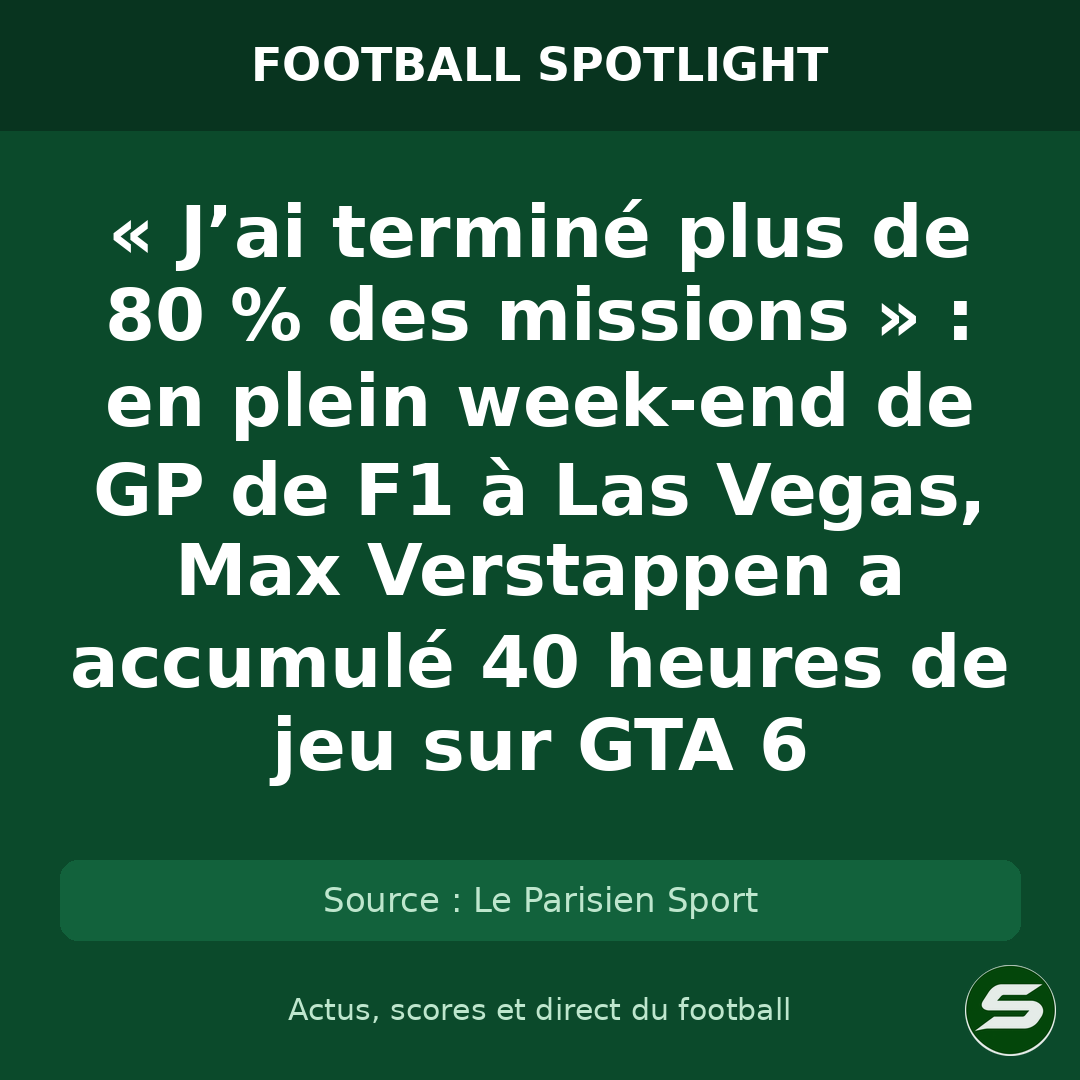 FOOTBALL SPOTLIGHT
« J’ai terminé plus de
80 % des missions » :
en plein week-end de
GP de F1 à Las Vegas,
Max Verstappen a
accumulé 40 heures de
jeu sur GTA 6
Source : Le Parisien Sport
Actus, scores et direct du football
S